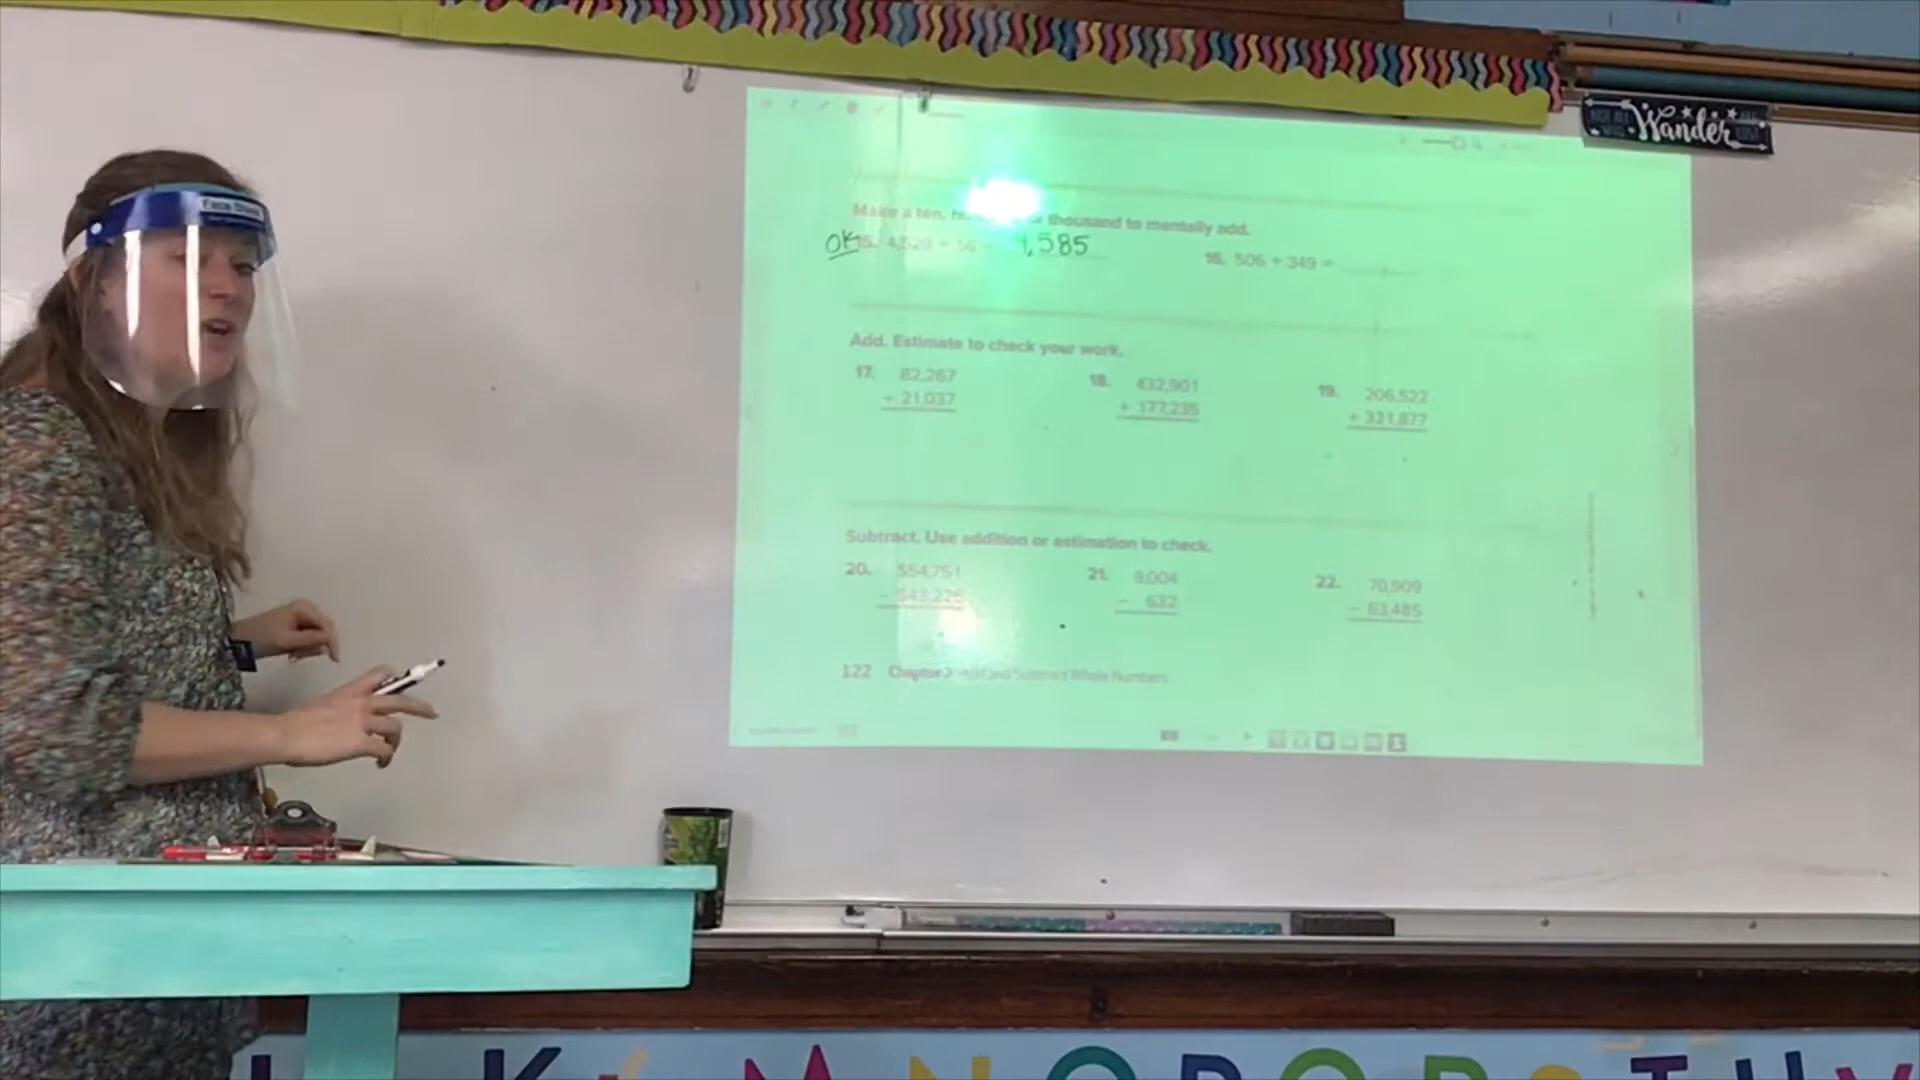 Wander
Face Shield
Make a ten, thousand to mentally add.
OK 15. 4,529 + 56 = 4,585
16. 506 + 349 =
Add. Estimate to check your work.
17. 82,267
+ 21,037
18. 432,901
+ 177,235
19. 206,522
+ 321,877
Subtract. Use addition or estimation to check.
20. $54,751
- $43,226
21. 9,004
- 632
22. 70,909
- 63,485
122 Chapter 2 Add and Subtract Whole Numbers
K M N O P Q R S T U V